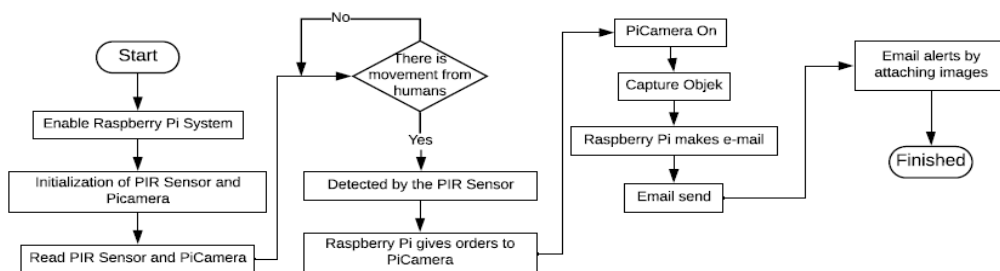 Start
Enable Raspberry Pi System
Initialization of PIR Sensor and
Picamera
Read PIR Sensor and PiCamera
No
There is
movement from
humans
Yes
Detected by the PIR Sensor
Raspberry Pi gives orders to
PiCamera
PiCamera On
Capture Objek
Raspberry Pi makes e-mail
Email send
Email alerts by
attaching images
Finished